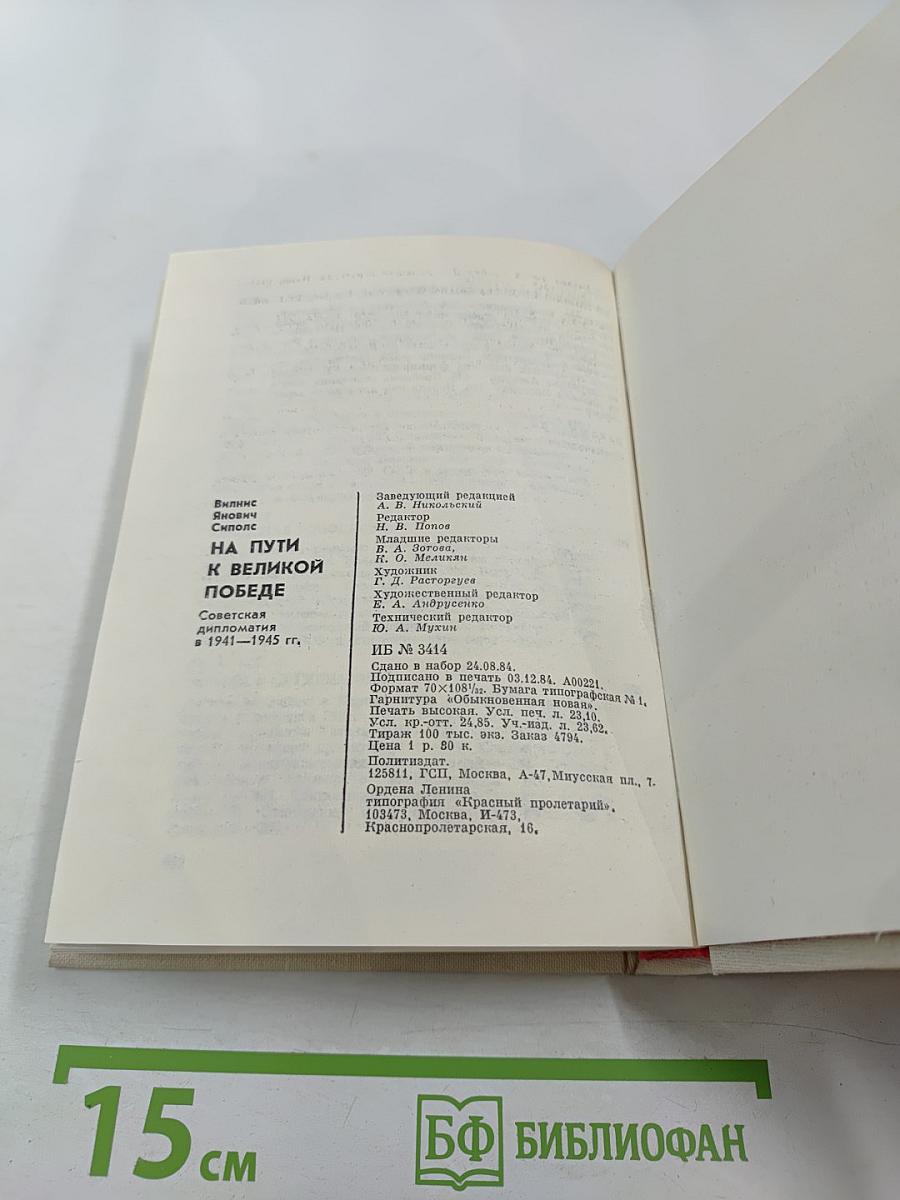 Вилнис
Янович
Сиполс
НА ПУТИ
К ВЕЛИКОЙ
ПОБЕДЕ
Советская
дипломатия
в 1941—1945 гг.
Заведующий редакцией
А. В. Никольский
Редактор
Н. В. Попов
Младшие редакторы
В. А. Зотова,
К. О. Меликян
Художник
Г. Д. Расторгуев
Художественный редактор
Е. А. Андрусенко
Технический редактор
Ю. А. Мухин
ИБ № 3414
Сдано в набор 24.08.84.
Подписано в печать 03.12.84. А00221.
Формат 70×108¹/₃₂. Бумага типографская № 1.
Гарнитура «Обыкновенная новая».
Печать высокая. Усл. печ. л. 23,10.
Усл. кр.-отт. 24,85. Уч.-изд. л. 23,62.
Тираж 100 тыс. экз. Заказ 4794.
Цена 1 р. 80 к.
Политиздат.
125811, ГСП, Москва, А-47, Миусская пл., 7.
Ордена Ленина
типография «Красный пролетарий».
103473, Москва, И-473,
Краснопролетарская, 16.
15 см
БФ БИБЛИОФАН